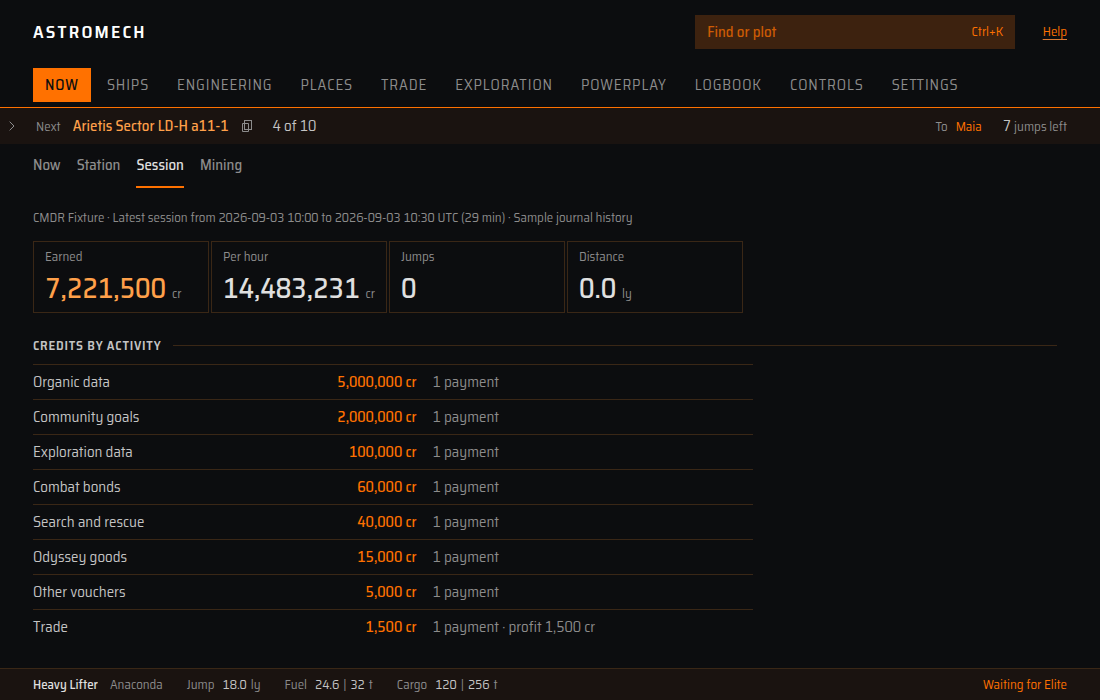 ASTROMECH
Find or plot Ctrl+K
Help
NOW SHIPS ENGINEERING PLACES TRADE EXPLORATION POWERPLAY LOGBOOK CONTROLS SETTINGS
Next Arietis Sector LD-H a11-1 4 of 10 To Maia 7 jumps left
Now Station Session Mining
CMDR Fixture · Latest session from 2026-09-03 10:00 to 2026-09-03 10:30 UTC (29 min) · Sample journal history
Earned Per hour Jumps Distance
7,221,500 cr 14,483,231 cr 0 0.0 ly
CREDITS BY ACTIVITY
Organic data 5,000,000 cr 1 payment
Community goals 2,000,000 cr 1 payment
Exploration data 100,000 cr 1 payment
Combat bonds 60,000 cr 1 payment
Search and rescue 40,000 cr 1 payment
Odyssey goods 15,000 cr 1 payment
Other vouchers 5,000 cr 1 payment
Trade 1,500 cr 1 payment · profit 1,500 cr
Heavy Lifter Anaconda Jump 18.0 ly Fuel 24.6 | 32 t Cargo 120 | 256 t Waiting for Elite